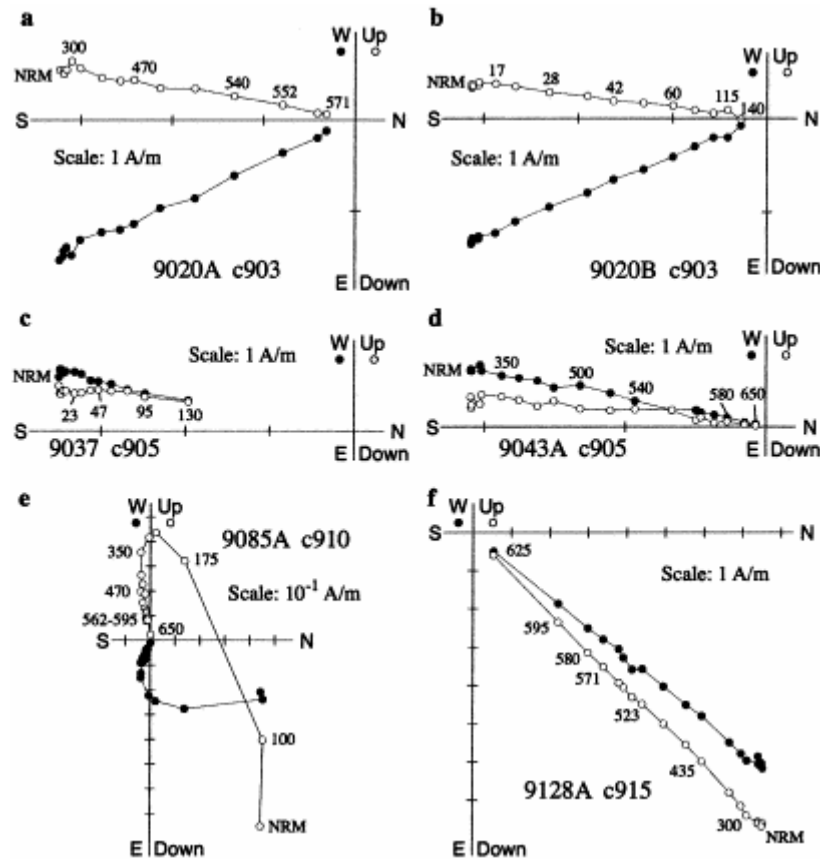 a
W Up
300
NRM
470
540
552
571
S N
Scale: 1 A/m
9020A c903
E Down
b
W Up
NRM
17
28
42
60
115
140
S N
Scale: 1 A/m
9020B c903
E Down
c
W Up
Scale: 1 A/m
NRM
23
47
95
130
S N
9037 c905
E Down
d
W Up
Scale: 1 A/m
NRM
350
500
540
580
650
S N
9043A c905
E Down
e
W Up
9085A c910
350
175
Scale: 10⁻¹ A/m
470
562-595
650
S N
100
NRM
E Down
f
W Up
N
625
Scale: 1 A/m
595
580
571
523
435
9128A c915
300
NRM
E Down